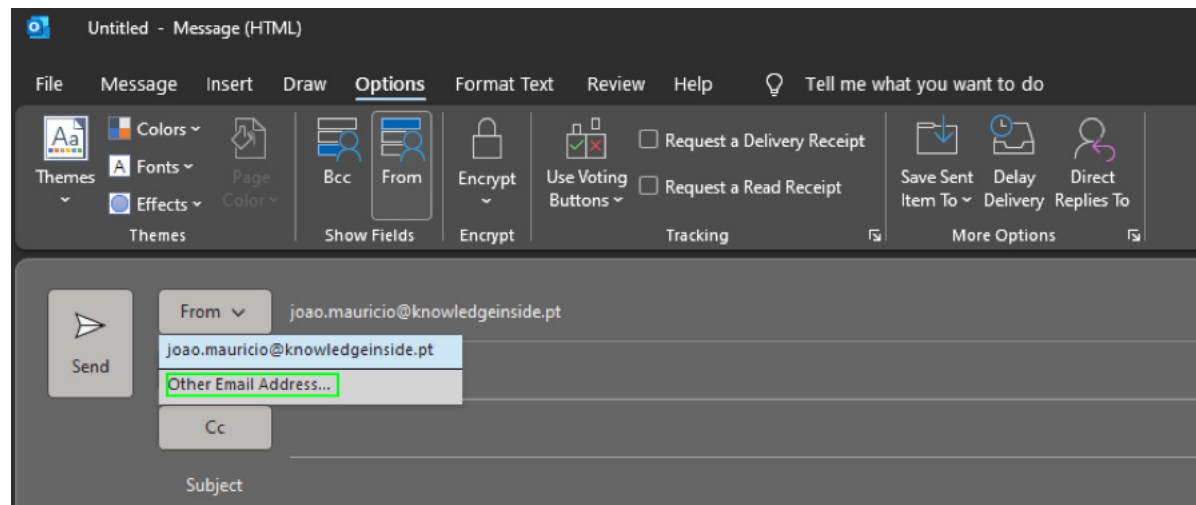 Untitled - Message (HTML)
File Message Insert Draw Options Format Text Review Help Tell me what you want to do
Aa Colors
A Fonts
Effects
Themes
Page Color
Themes
Bcc From
Show Fields
Encrypt
Encrypt
Use Voting Buttons
Request a Delivery Receipt
Request a Read Receipt
Tracking
Save Sent Item To
Delay Delivery
Direct Replies To
More Options
Send
From joao.mauricio@knowledgeinside.pt
joao.mauricio@knowledgeinside.pt
Other Email Address...
Cc
Subject